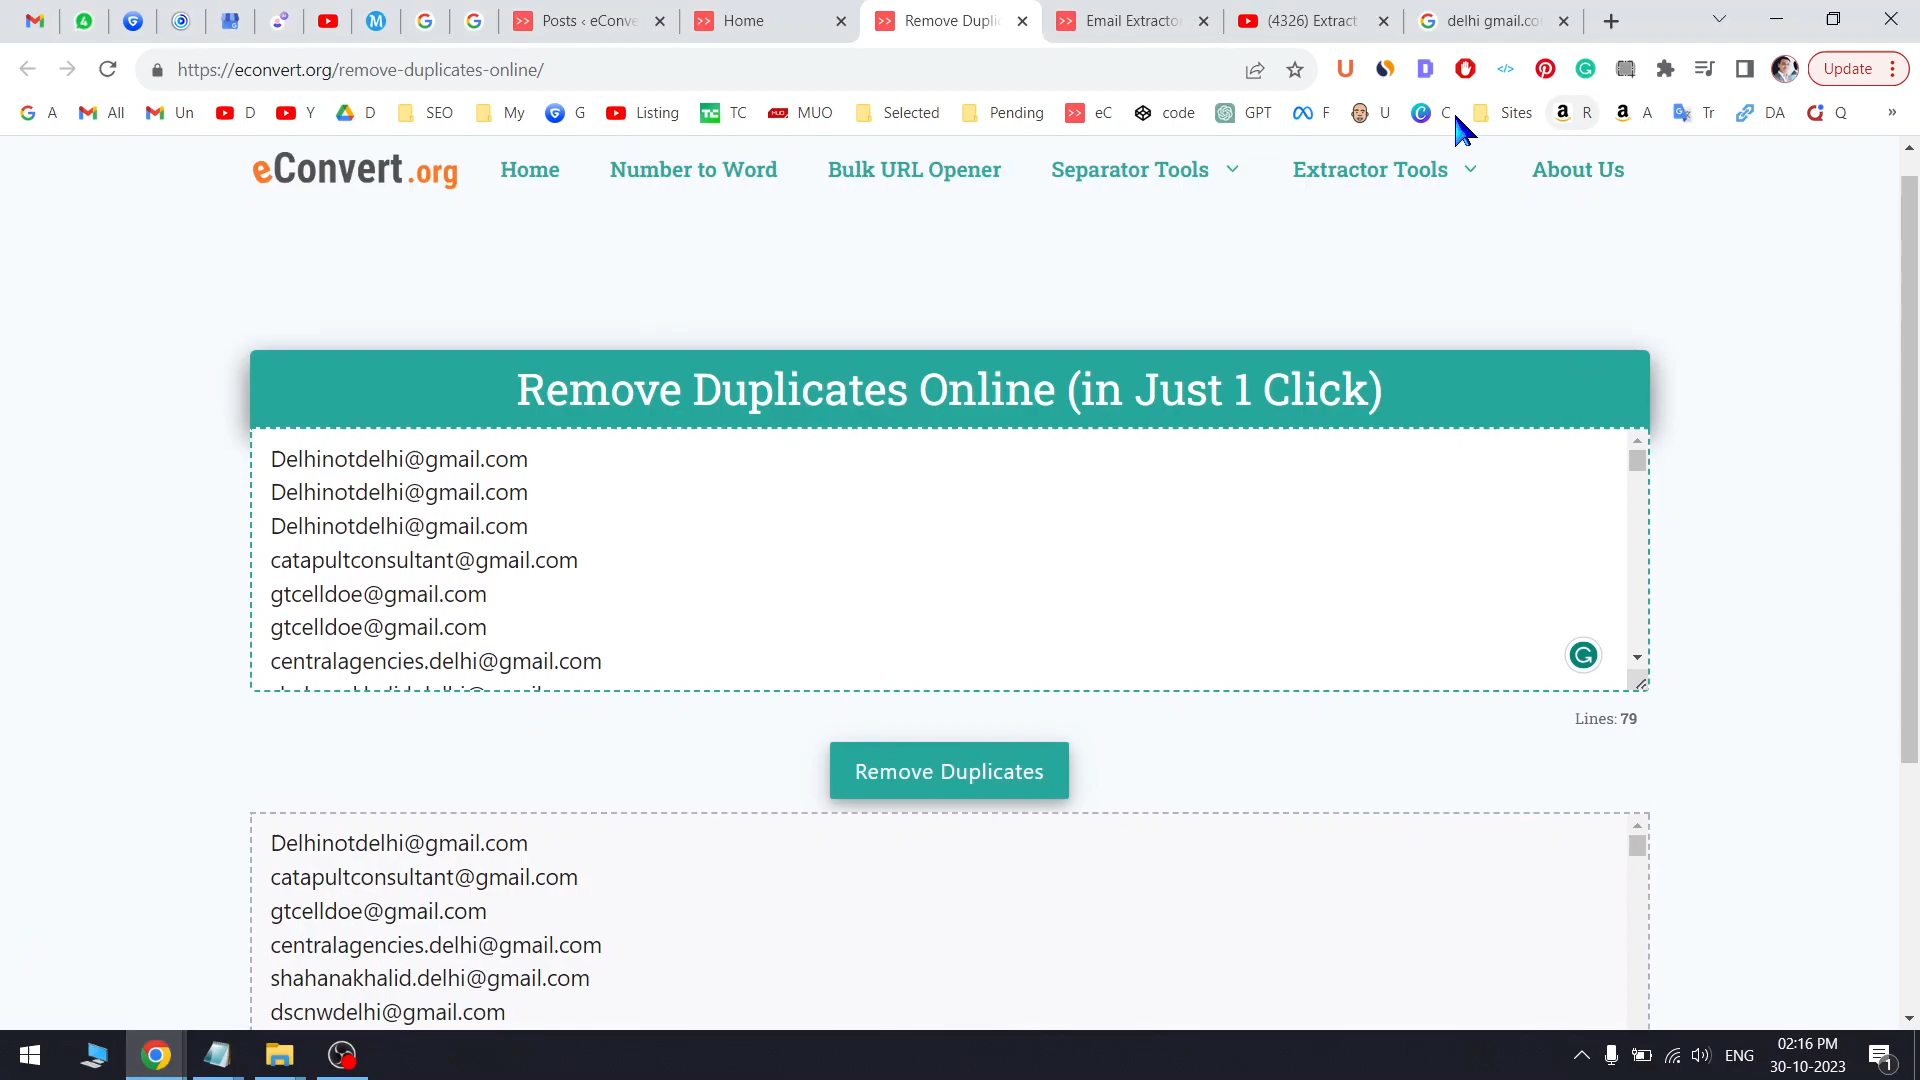 Posts ‹ eConve
Home
Remove Dupli
Email Extracto
(4326) Extract
delhi gmail.co
https://econvert.org/remove-duplicates-online/
Update
A
All
Un
D
Y
D
SEO
My
G
Listing
TC
MUO
Selected
Pending
eC
code
GPT
F
U
C
Sites
R
A
Tr
DA
Q
»
eConvert.org
Home
Number to Word
Bulk URL Opener
Separator Tools
Extractor Tools
About Us
Remove Duplicates Online (in Just 1 Click)
Delhinotdelhi@gmail.com
Delhinotdelhi@gmail.com
Delhinotdelhi@gmail.com
catapultconsultant@gmail.com
gtcelldoe@gmail.com
gtcelldoe@gmail.com
centralagencies.delhi@gmail.com
Lines: 79
Remove Duplicates
Delhinotdelhi@gmail.com
catapultconsultant@gmail.com
gtcelldoe@gmail.com
centralagencies.delhi@gmail.com
shahanakhalid.delhi@gmail.com
dscnwdelhi@gmail.com
ENG
02:16 PM
30-10-2023
1